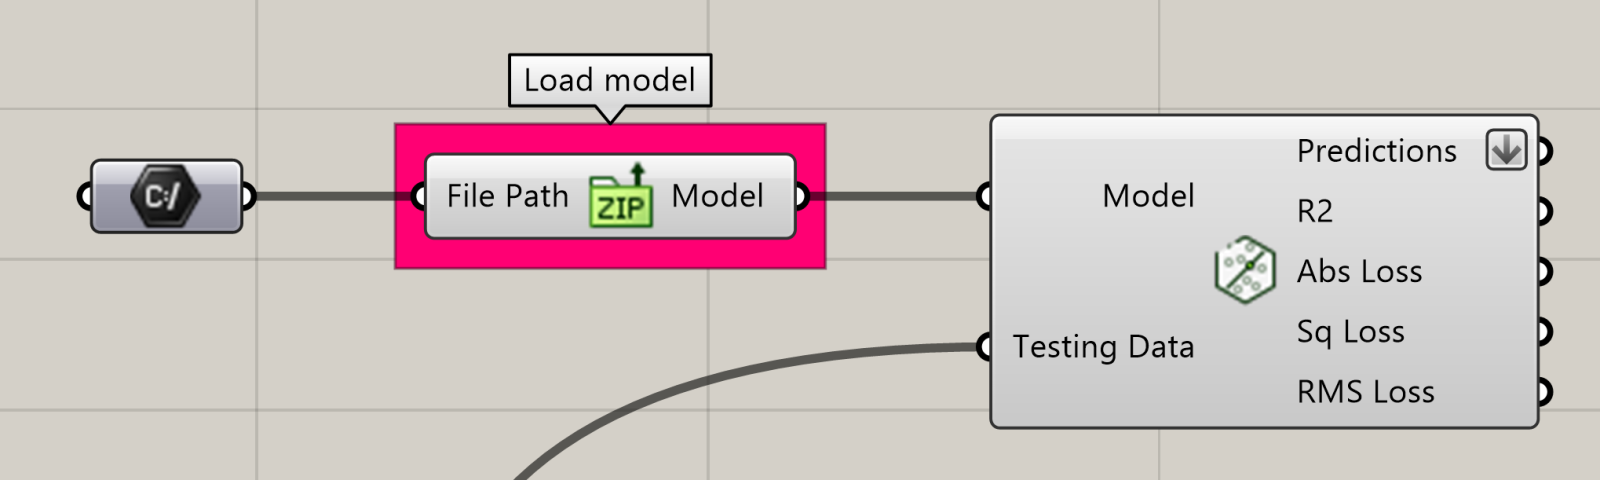 Load model
C:/
File Path
ZIP
Model
Model
Testing Data
Predictions
R2
Abs Loss
Sq Loss
RMS Loss